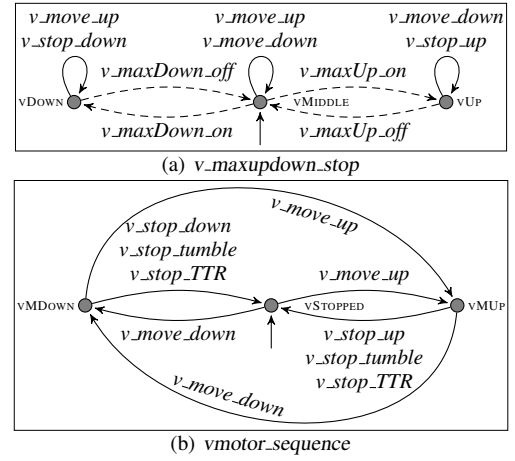 v_move_up v_move_up v_move_down
v_stop_down v_move_down v_stop_up
v_maxDown_off v_maxUp_on
vDOWN vMIDDLE vUP
v_maxDown_on v_maxUp_off
(a) v_maxupdown_stop
v_move_up
v_stop_down
v_stop_tumble
v_stop_TTR v_move_up
vMDOWN vSTOPPED vMUP
v_move_down v_stop_up
v_stop_tumble
v_stop_TTR
v_move_down
(b) vmotor_sequence